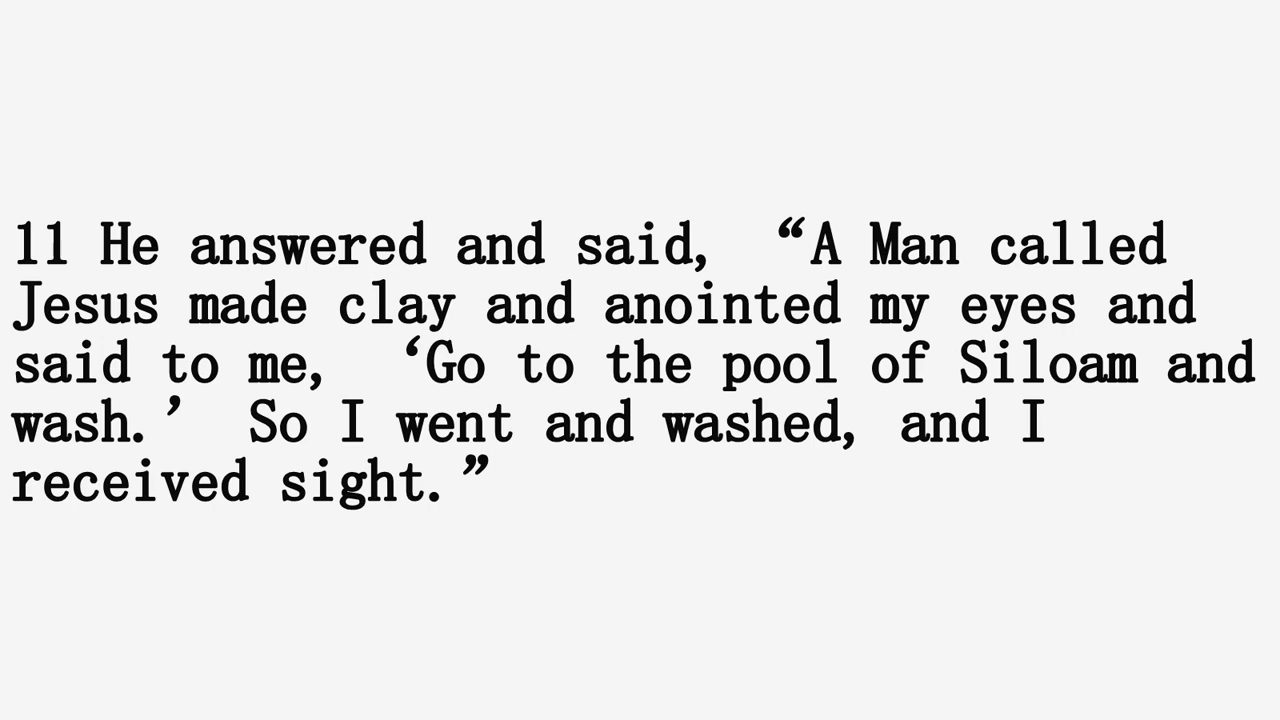 11 He answered and said, “A Man called
Jesus made clay and anointed my eyes and
said to me, ‘Go to the pool of Siloam and
wash.’ So I went and washed, and I
received sight.”